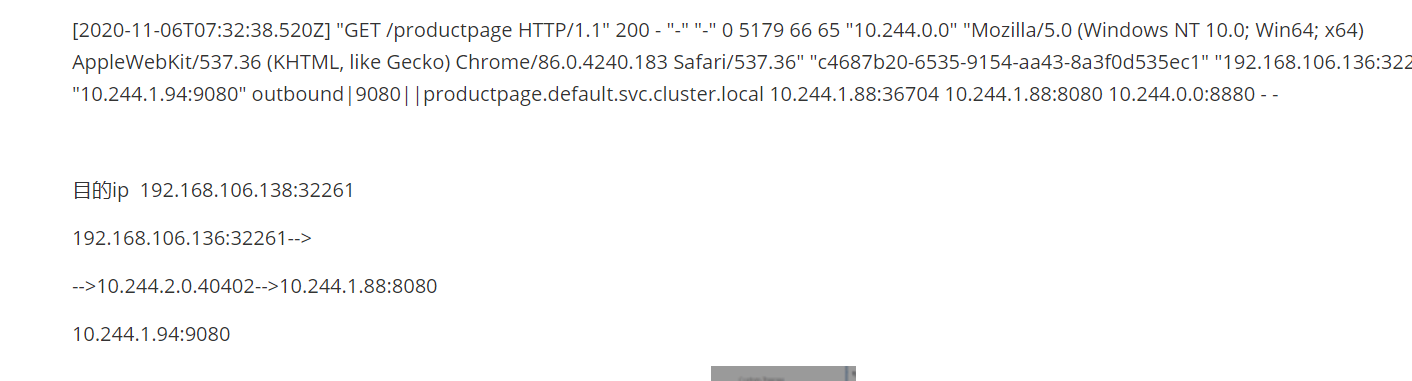 [2020-11-06T07:32:38.520Z] "GET /productpage HTTP/1.1" 200 - "-" "-" 0 5179 66 65 "10.244.0.0" "Mozilla/5.0 (Windows NT 10.0; Win64; x64)
AppleWebKit/537.36 (KHTML, like Gecko) Chrome/86.0.4240.183 Safari/537.36" "c4687b20-6535-9154-aa43-8a3f0d535ec1" "192.168.106.136:322
"10.244.1.94:9080" outbound|9080||productpage.default.svc.cluster.local 10.244.1.88:36704 10.244.1.88:8080 10.244.0.0:8880 - -
目的ip 192.168.106.138:32261
192.168.106.136:32261-->
-->10.244.2.0.40402-->10.244.1.88:8080
10.244.1.94:9080